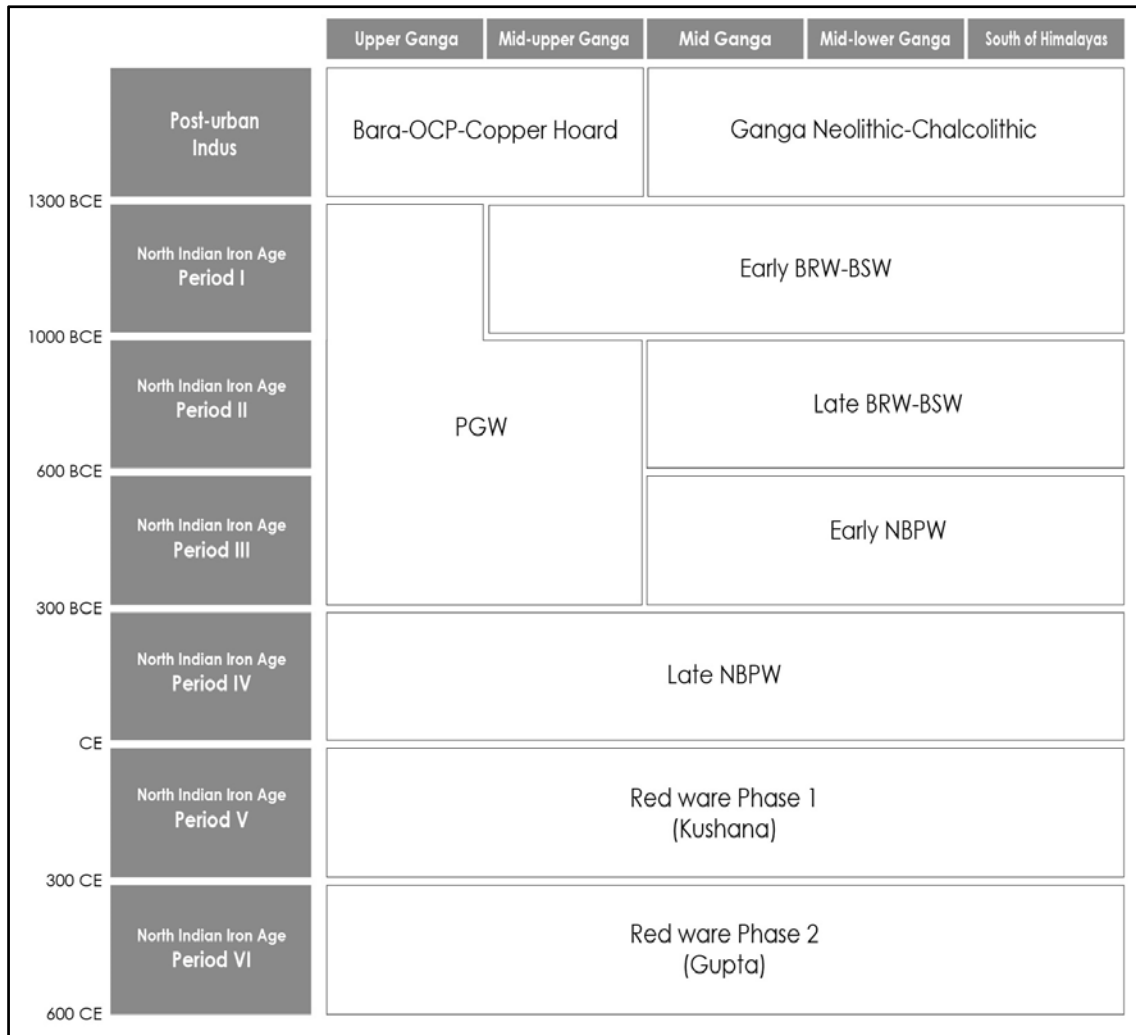 Upper Ganga
Mid-upper Ganga
Mid Ganga
Mid-lower Ganga
South of Himalayas
Post-urban
Indus
Bara-OCP-Copper Hoard
Ganga Neolithic-Chalcolithic
1300 BCE
North Indian Iron Age
Period I
Early BRW-BSW
1000 BCE
North Indian Iron Age
Period II
PGW
Late BRW-BSW
600 BCE
North Indian Iron Age
Period III
Early NBPW
300 BCE
North Indian Iron Age
Period IV
Late NBPW
CE
North Indian Iron Age
Period V
Red ware Phase 1
(Kushana)
300 CE
North Indian Iron Age
Period VI
Red ware Phase 2
(Gupta)
600 CE